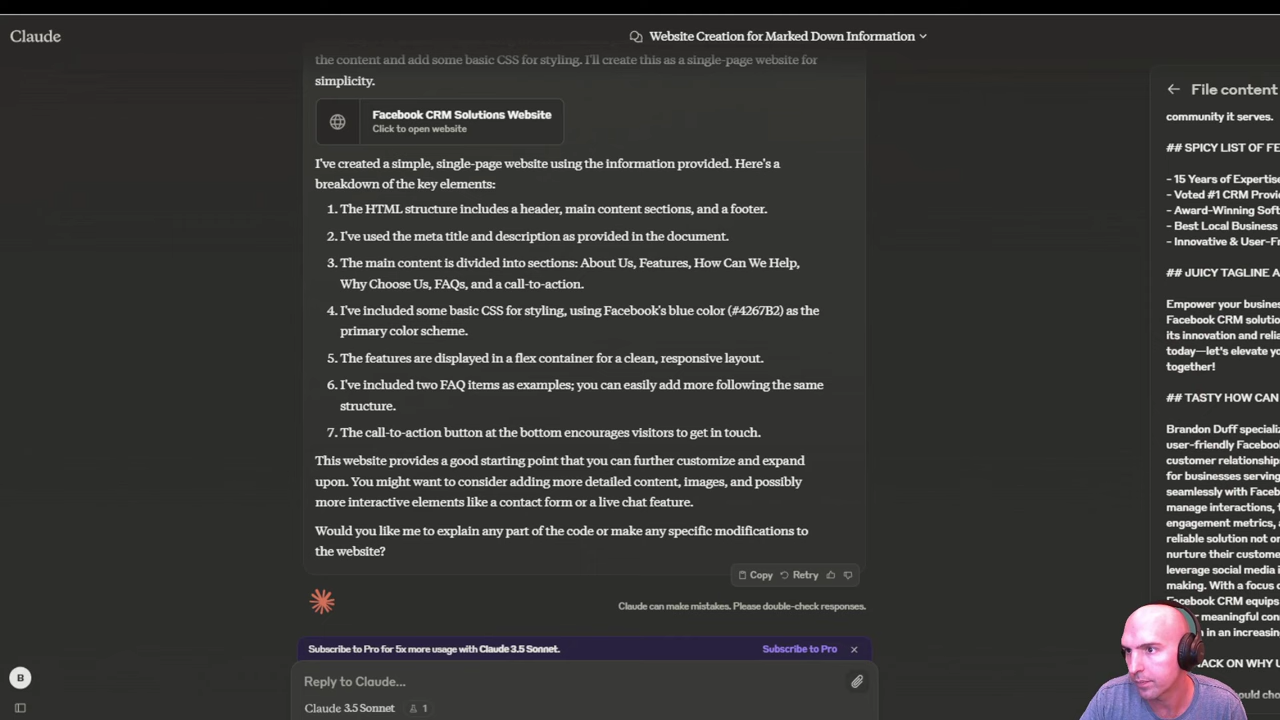 Claude
Website Creation for Marked Down Information
the content and add some basic CSS for styling. I'll create this as a single-page website for
simplicity.
Facebook CRM Solutions Website
Click to open website
I've created a simple, single-page website using the information provided. Here's a
breakdown of the key elements:
1. The HTML structure includes a header, main content sections, and a footer.
2. I've used the meta title and description as provided in the document.
3. The main content is divided into sections: About Us, Features, How Can We Help,
Why Choose Us, FAQs, and a call-to-action.
4. I've included some basic CSS for styling, using Facebook's blue color (#4267B2) as the
primary color scheme.
5. The features are displayed in a flex container for a clean, responsive layout.
6. I've included two FAQ items as examples; you can easily add more following the same
structure.
7. The call-to-action button at the bottom encourages visitors to get in touch.
This website provides a good starting point that you can further customize and expand
upon. You might want to consider adding more detailed content, images, and possibly
more interactive elements like a contact form or a live chat feature.
Would you like me to explain any part of the code or make any specific modifications to
the website?
Copy Retry
Claude can make mistakes. Please double-check responses.
Subscribe to Pro for 5x more usage with Claude 3.5 Sonnet. Subscribe to Pro
Reply to Claude...
Claude 3.5 Sonnet 1
B
File content
community it serves.
## SPICY LIST OF FE
- 15 Years of Expertise
- Voted #1 CRM Provi
- Award-Winning Soft
- Best Local Business
- Innovative & User-Fr
## JUICY TAGLINE A
Empower your busines
Facebook CRM solutio
its innovation and relia
today—let's elevate yo
together!
## TASTY HOW CAN
Brandon Duff speciali
user-friendly Facebook
customer relationships
for businesses serving
seamlessly with Faceb
manage interactions, t
engagement metrics, a
reliable solution not on
nurture their custome
leverage social media i
making. With a focus o
Facebook CRM equips
meaningful con
in an increasing
ACK ON WHY U
ould choo